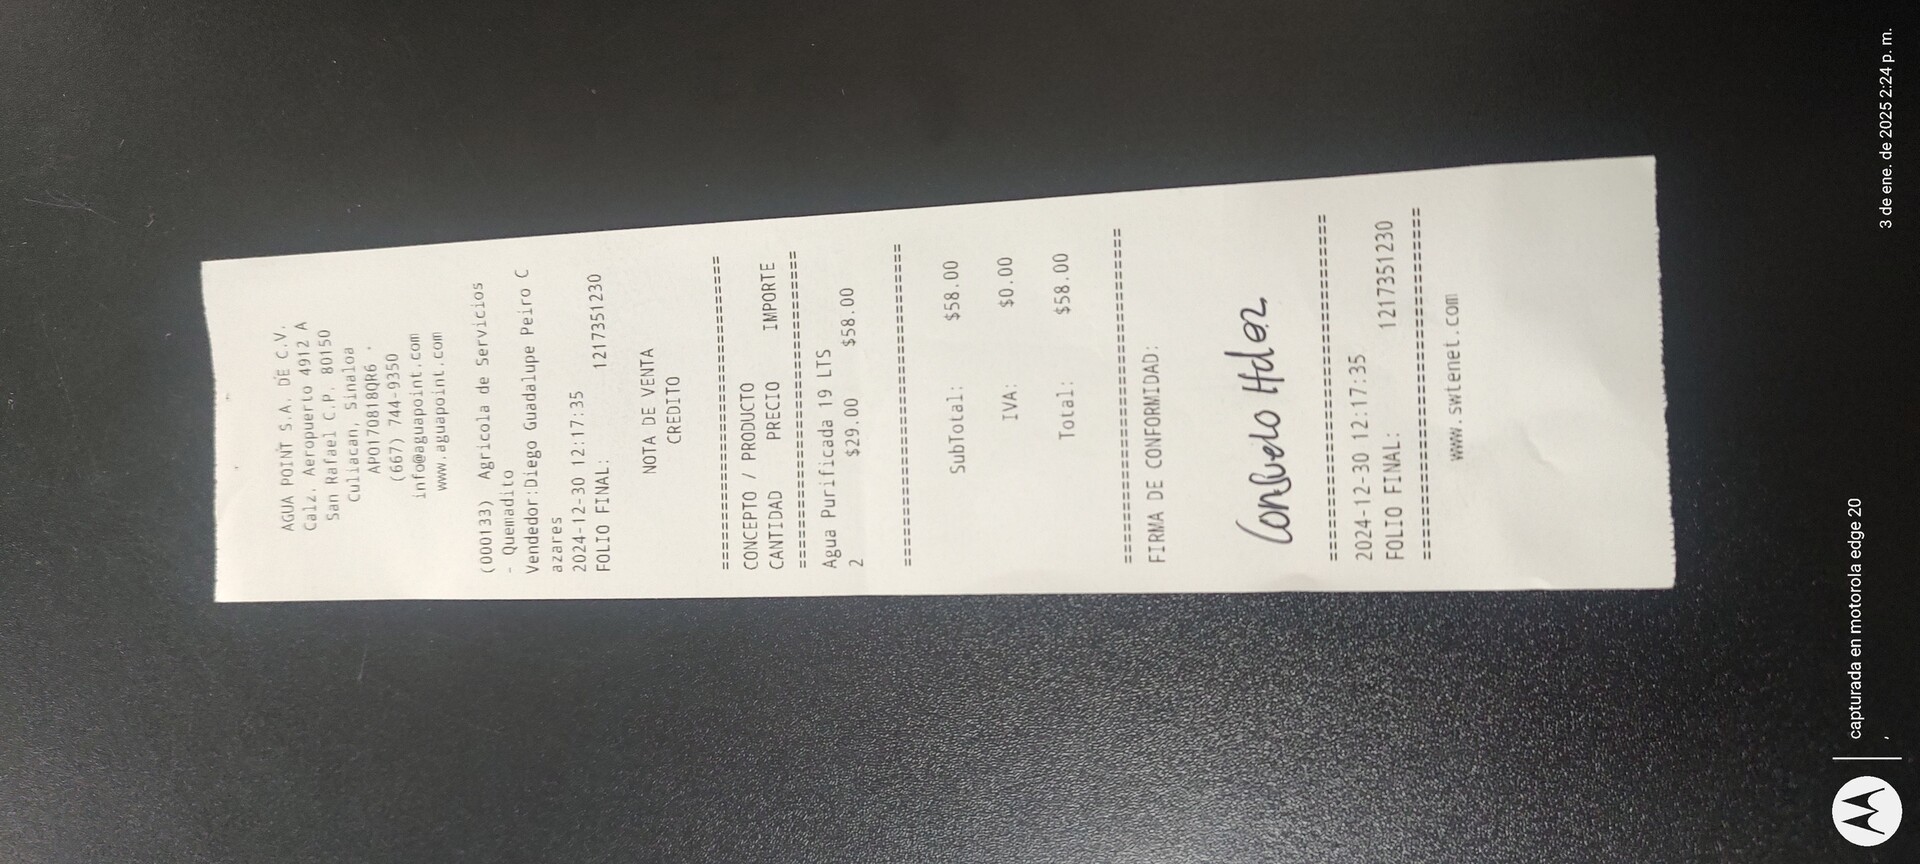 AGUA POINT S.A. DE C.V.
Calz. Aeropuerto 4912 A
San Rafael C.P. 80150
Culiacan, Sinaloa
APO170818QR6
(667) 744-9350
info@aguapoint.com
www.aguapoint.com
(000133) Agricola de Servicios
- Quemadito
Vendedor:Diego Guadalupe Peiro C
azares
2024-12-30 12:17:35
FOLIO FINAL: 1217351230
NOTA DE VENTA
CREDITO
================================
CONCEPTO / PRODUCTO
CANTIDAD PRECIO IMPORTE
================================
Agua Purificada 19 LTS
2 $29.00 $58.00
================================
SubTotal: $58.00
IVA: $0.00
Total: $58.00
================================
FIRMA DE CONFORMIDAD:
Consuelo Hdez
================================
2024-12-30 12:17:35
FOLIO FINAL: 1217351230
================================
www.swtenet.com
capturada en motorola edge 20
, 3 de ene. de 2025 2:24 p. m.